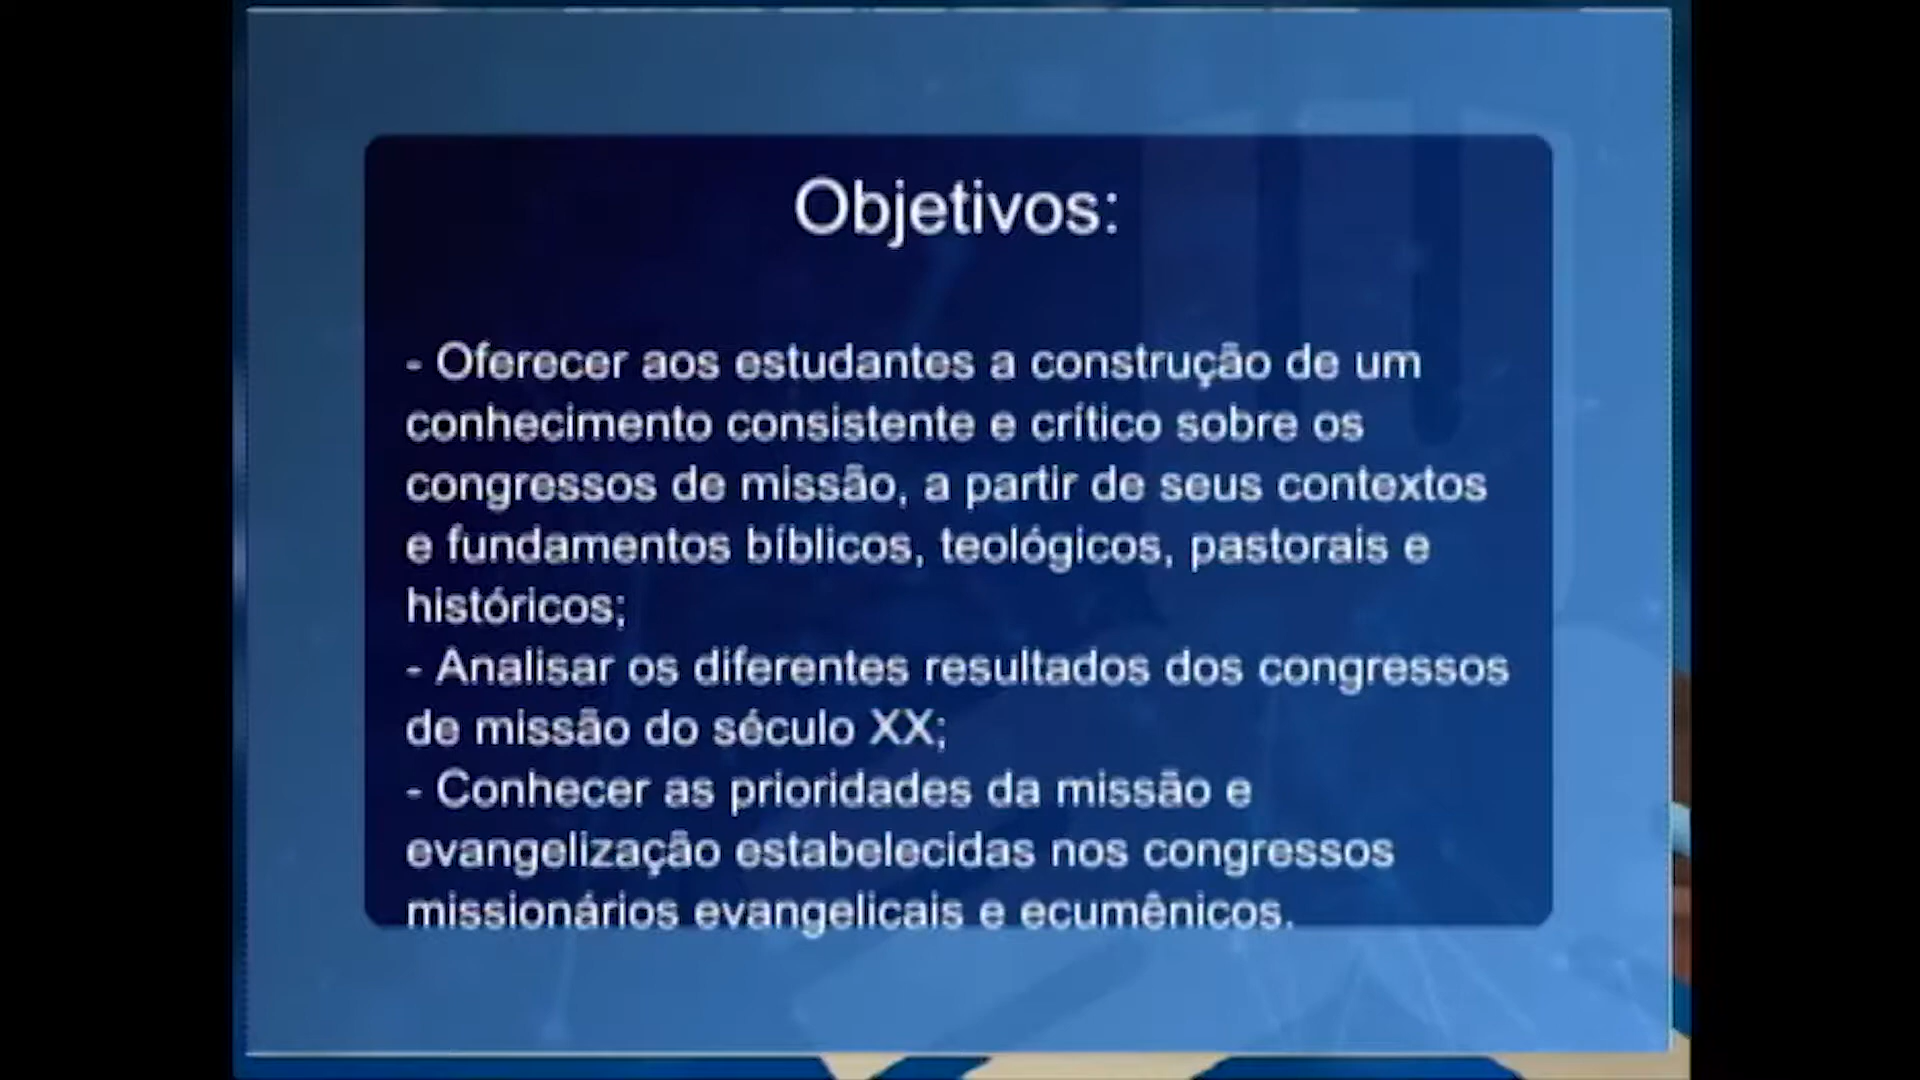 Objetivos:
- Oferecer aos estudantes a construção de um
conhecimento consistente e crítico sobre os
congressos de missão, a partir de seus contextos
e fundamentos bíblicos, teológicos, pastorais e
históricos;
- Analisar os diferentes resultados dos congressos
de missão do século XX;
- Conhecer as prioridades da missão e
evangelização estabelecidas nos congressos
missionários evangelicais e ecumênicos.